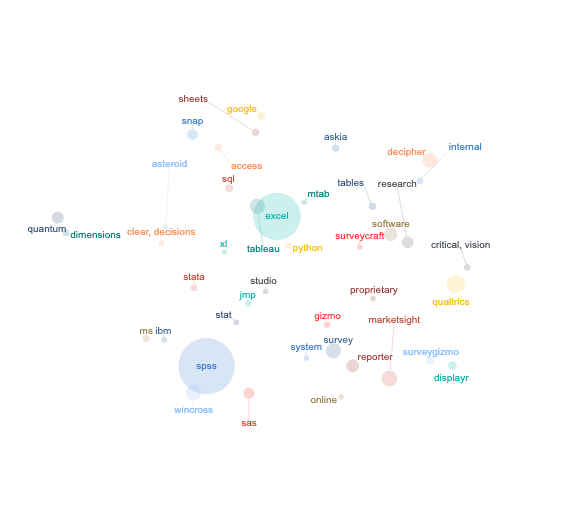 sheets
google
snap
askia
asteroid
access
decipher
internal
sql
tables
research
mtab
excel
software
quantum
dimensions
clear, decisions
xl
tableau
python
surveycraft
critical, vision
stata
studio
jmp
proprietary
qualtrics
stat
gizmo
marketsight
ms
ibm
system
survey
reporter
surveygizmo
spss
displayr
online
wincross
sas